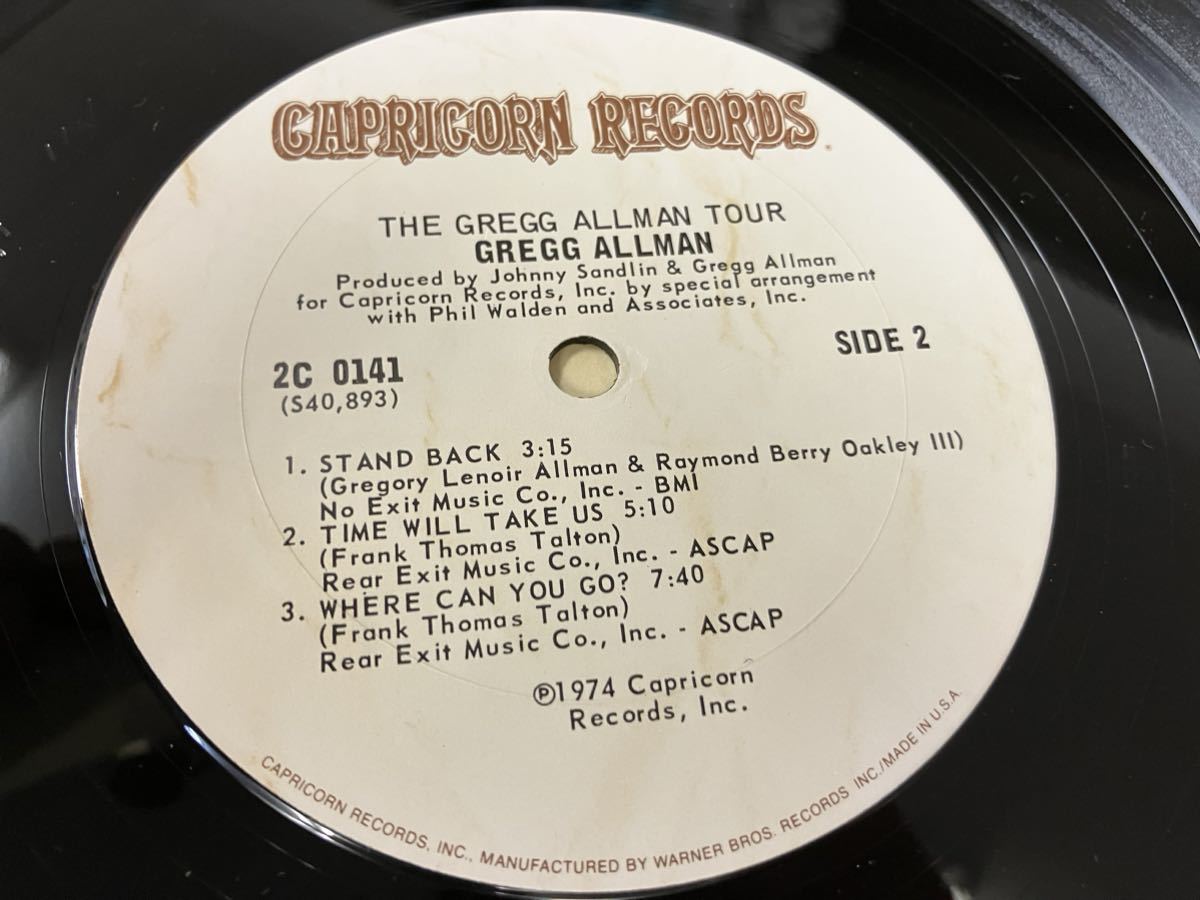 CAPRICORN RECORDS
THE GREGG ALLMAN TOUR
GREGG ALLMAN
Produced by Johnny Sandlin & Gregg Allman
for Capricorn Records, Inc. by special arrangement
with Phil Walden and Associates, Inc.
2C 0141
(S40,893)
SIDE 2
1. STAND BACK 3:15
(Gregory Lenoir Allman & Raymond Berry Oakley III)
No Exit Music Co., Inc. - BMI
2. TIME WILL TAKE US 5:10
(Frank Thomas Talton)
Rear Exit Music Co., Inc. - ASCAP
3. WHERE CAN YOU GO? 7:40
(Frank Thomas Talton)
Rear Exit Music Co., Inc. - ASCAP
℗1974 Capricorn
Records, Inc.
CAPRICORN RECORDS, INC., MANUFACTURED BY WARNER BROS. RECORDS INC./MADE IN U.S.A.